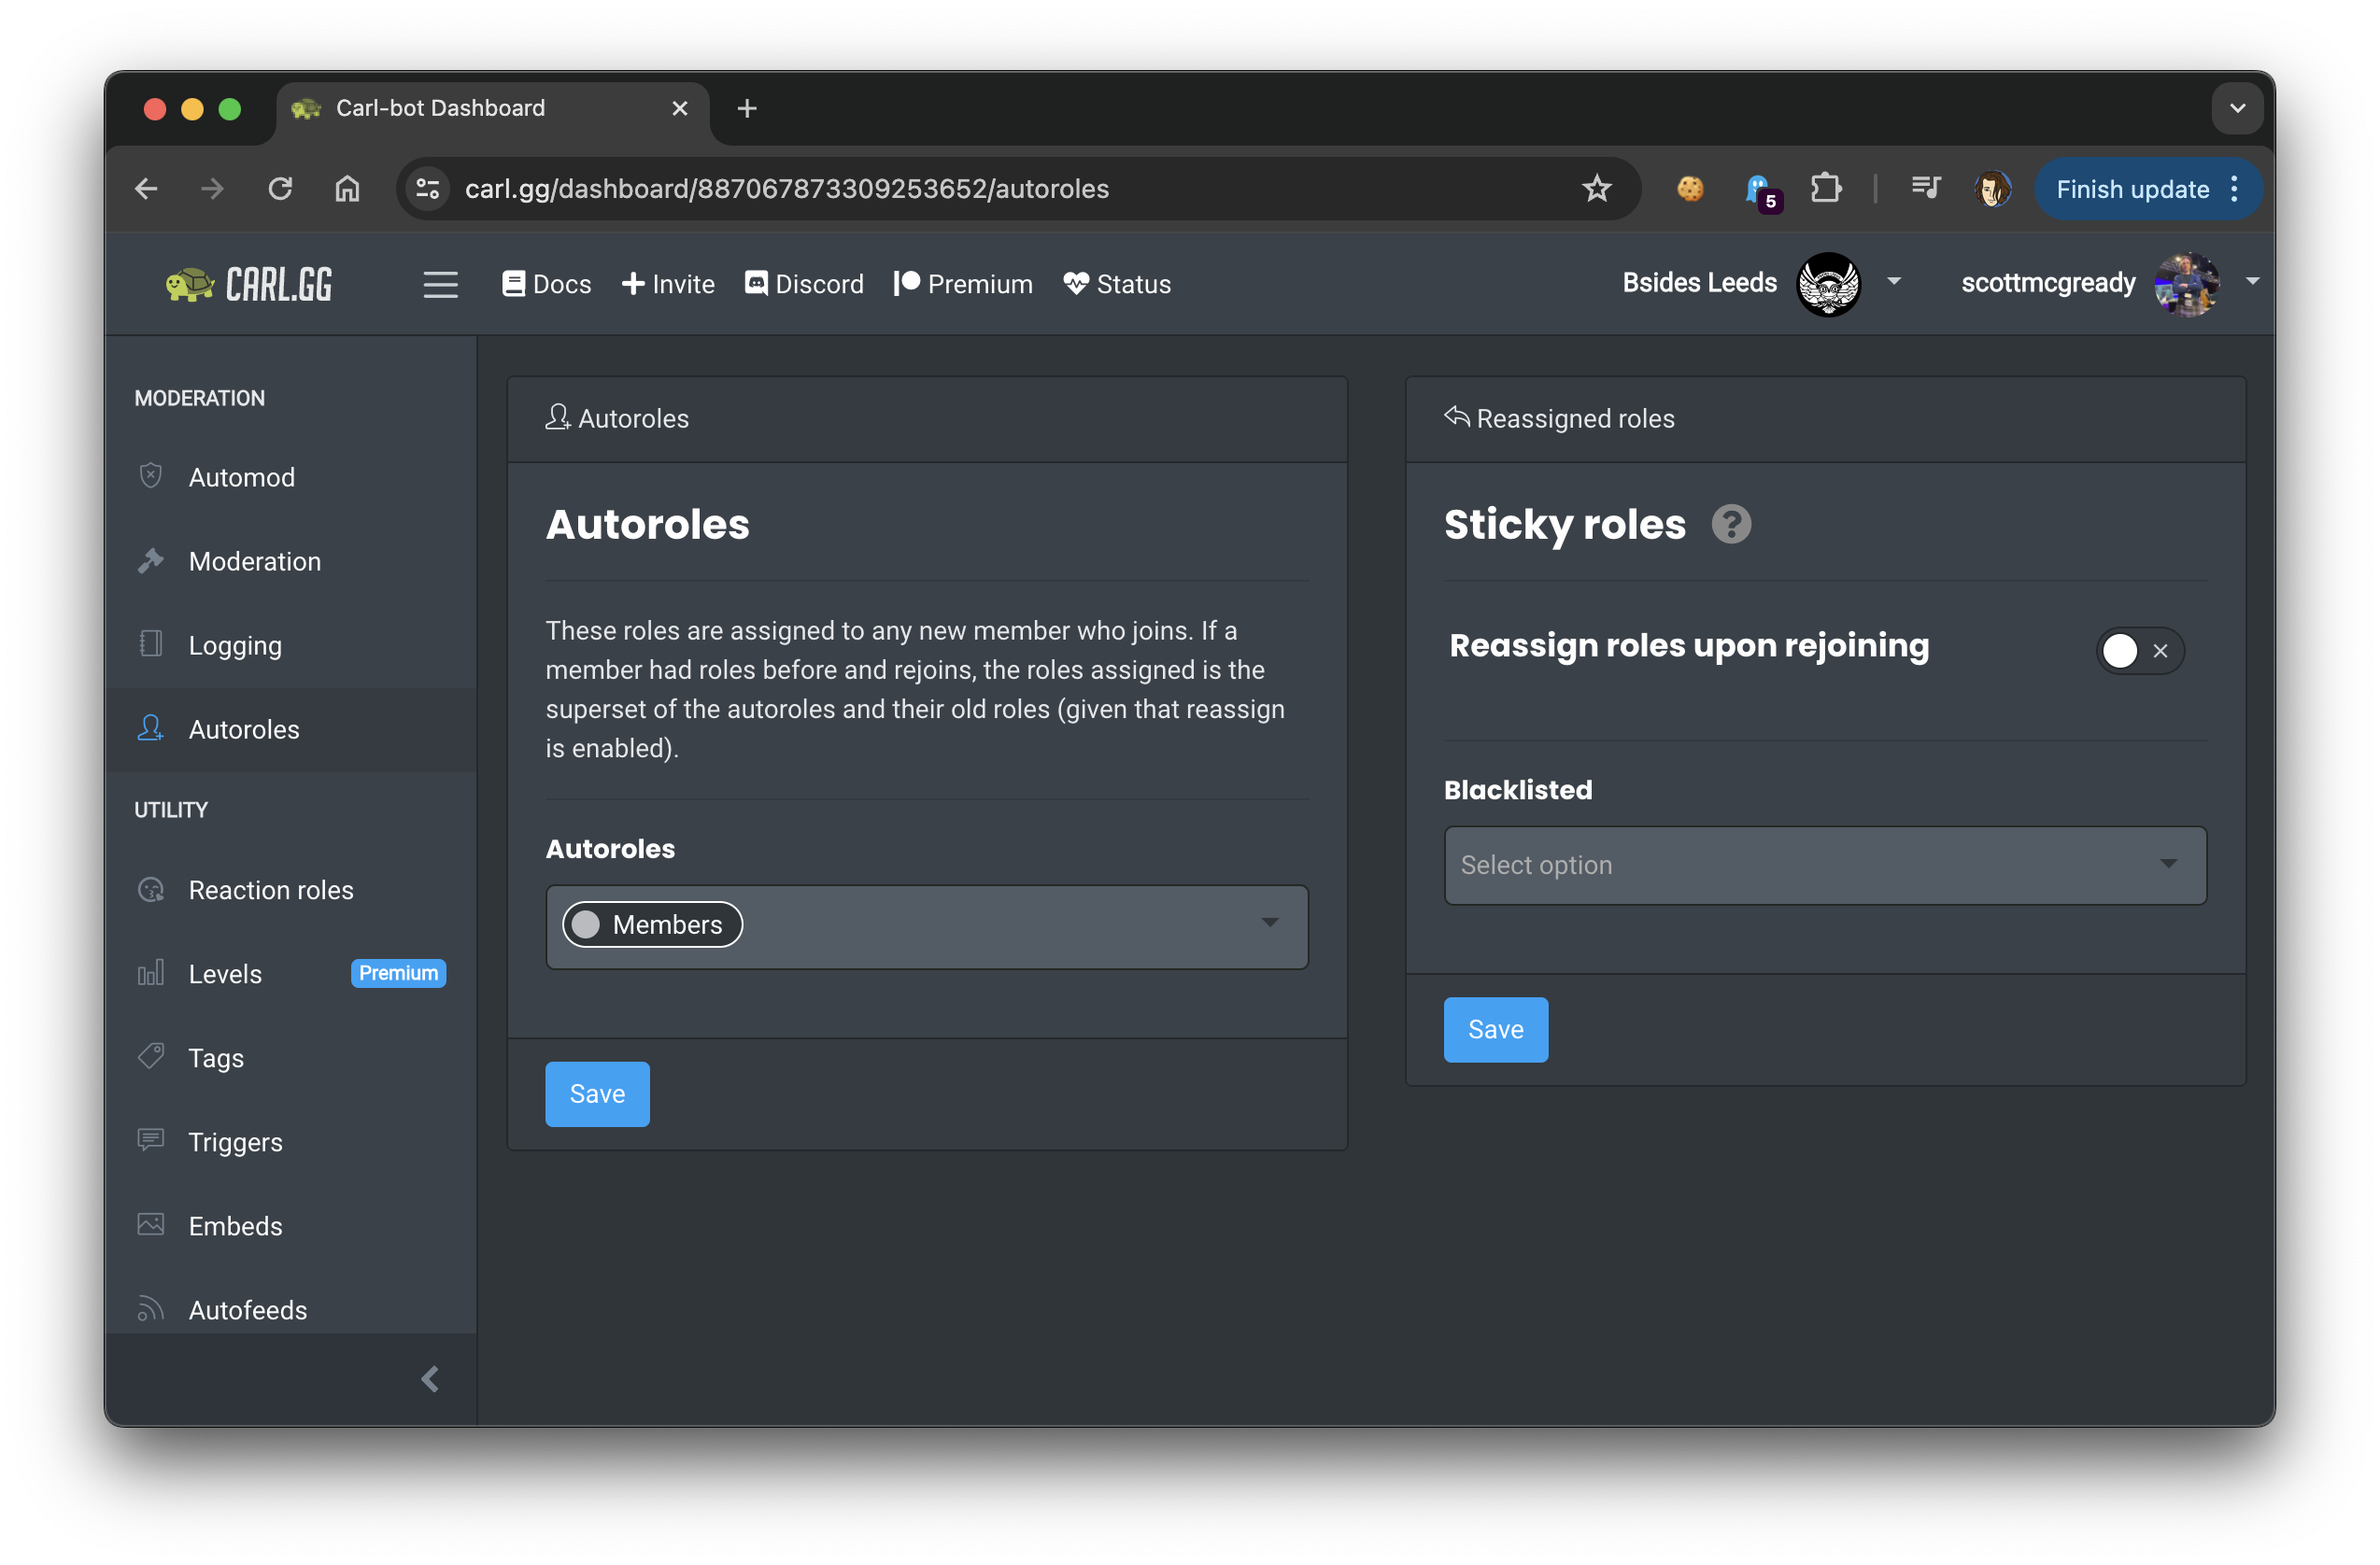 Carl-bot Dashboard
carl.gg/dashboard/887067873309253652/autoroles
5
Finish update
CARL.GG
Docs
Invite
Discord
Premium
Status
Bsides Leeds
scottmcgready
MODERATION
Automod
Moderation
Logging
Autoroles
UTILITY
Reaction roles
Levels
Premium
Tags
Triggers
Embeds
Autofeeds
Autoroles
Autoroles
These roles are assigned to any new member who joins. If a
member had roles before and rejoins, the roles assigned is the
superset of the autoroles and their old roles (given that reassign
is enabled).
Autoroles
Members
Save
Reassigned roles
Sticky roles ?
Reassign roles upon rejoining
Blacklisted
Select option
Save